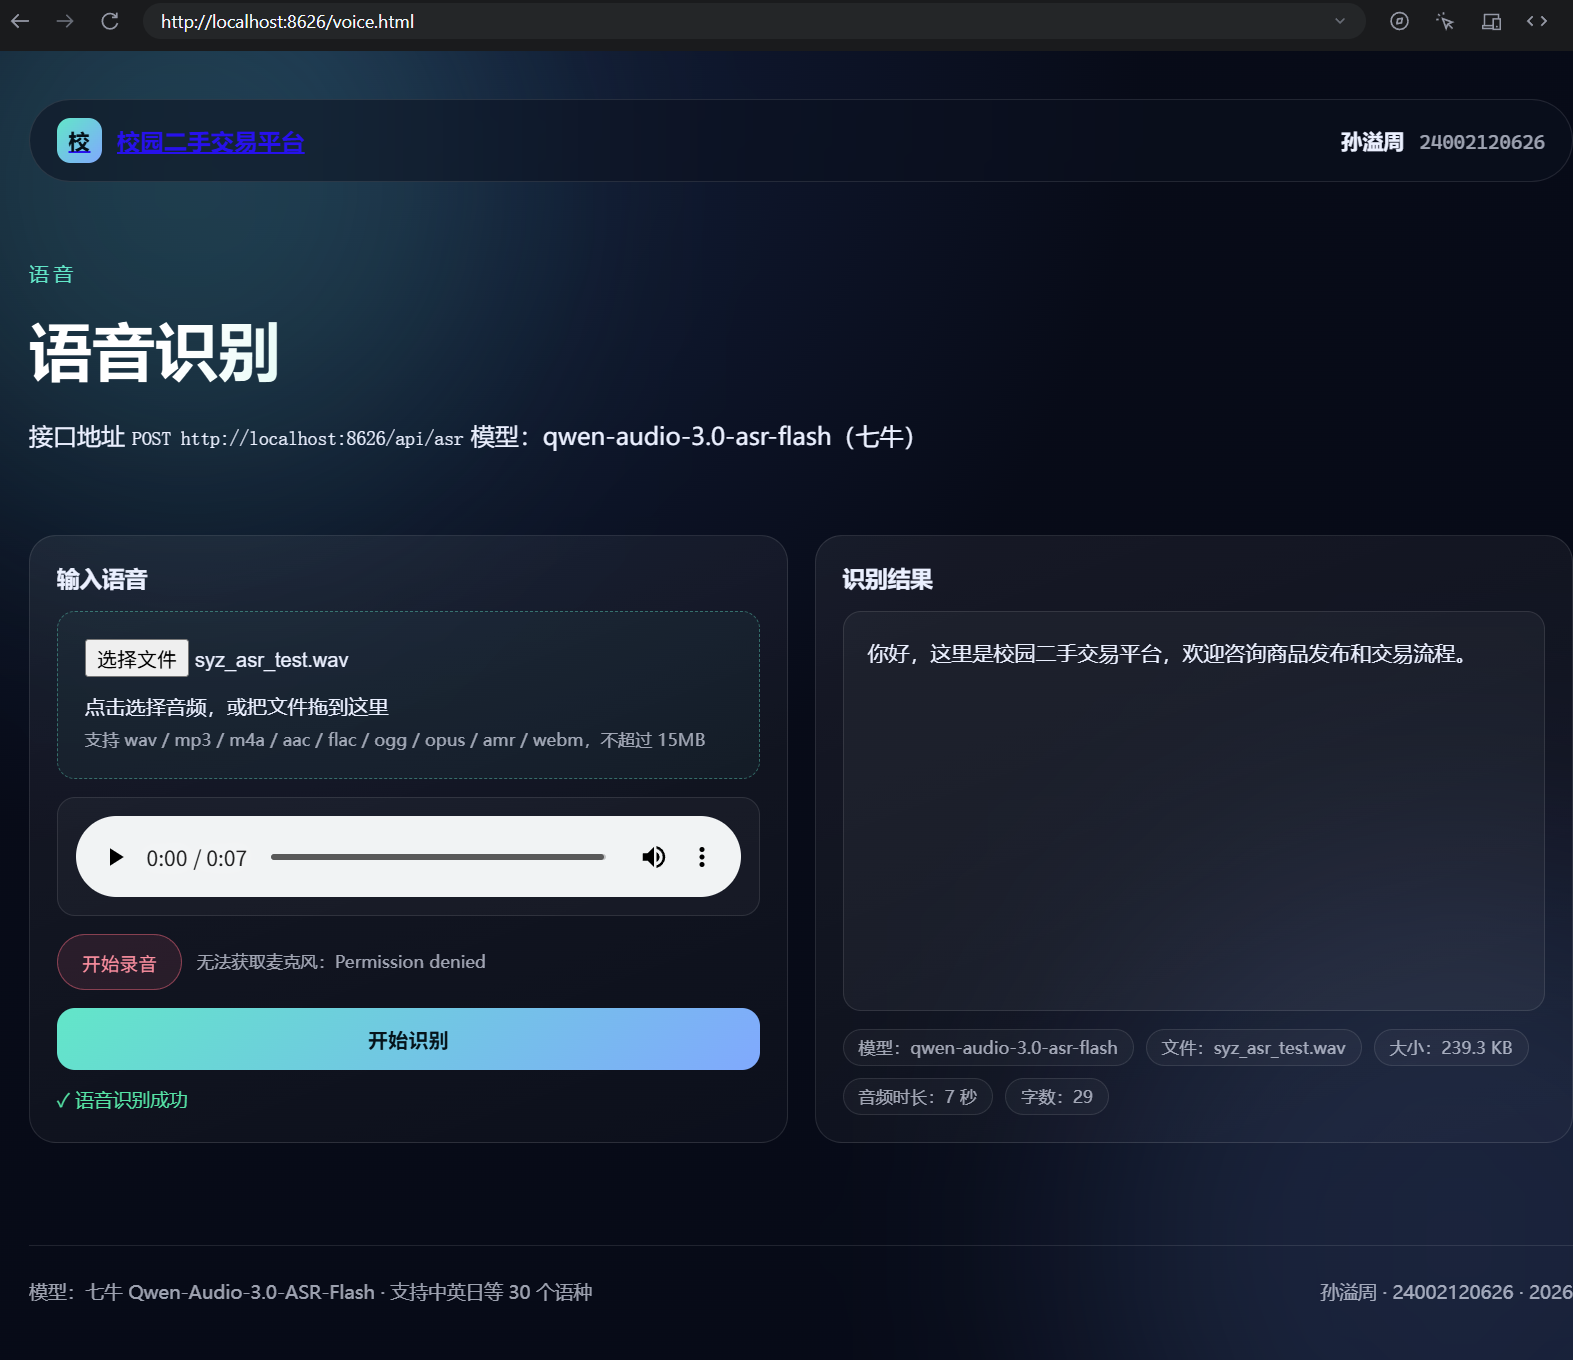 http://localhost:8626/voice.html
校 校园二手交易平台 孙溢周 24002120626
语音
语音识别
接口地址 POST http://localhost:8626/api/asr 模型：qwen-audio-3.0-asr-flash（七牛）
输入语音
选择文件 syz_asr_test.wav
点击选择音频，或把文件拖到这里
支持 wav / mp3 / m4a / aac / flac / ogg / opus / amr / webm，不超过 15MB
0:00 / 0:07
开始录音 无法获取麦克风：Permission denied
开始识别
✓ 语音识别成功
识别结果
你好，这里是校园二手交易平台，欢迎咨询商品发布和交易流程。
模型：qwen-audio-3.0-asr-flash 文件：syz_asr_test.wav 大小：239.3 KB
音频时长：7 秒 字数：29
模型：七牛 Qwen-Audio-3.0-ASR-Flash · 支持中英日等 30 个语种 孙溢周 · 24002120626 · 2026